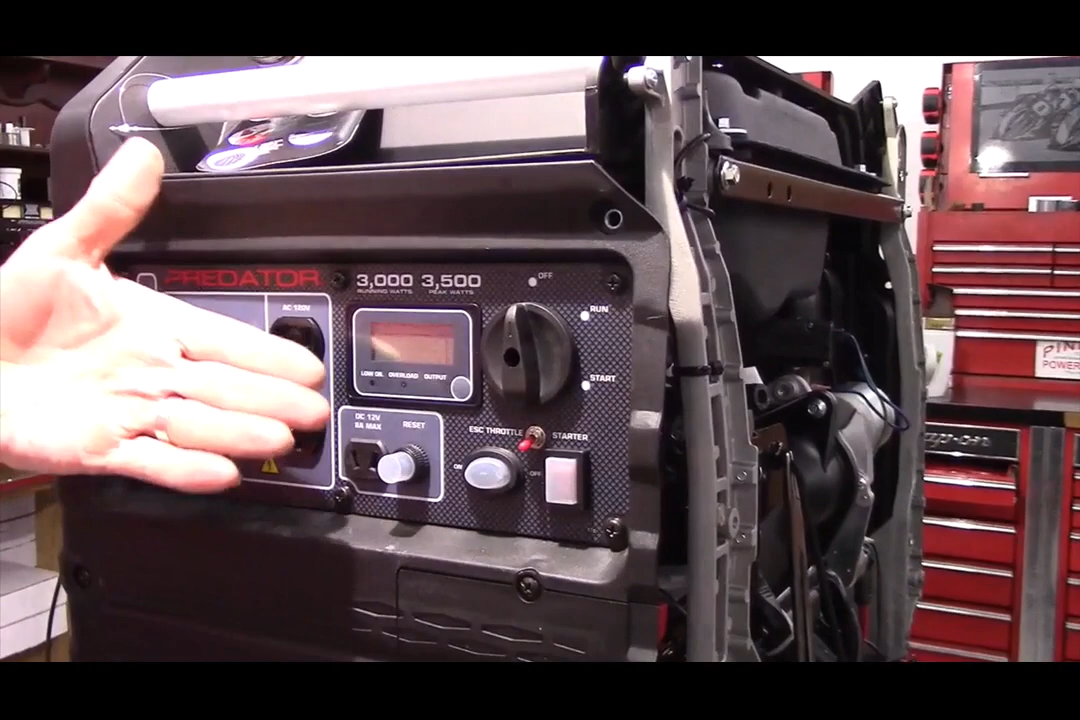 PREDATOR
3,000 3,500
RUNNING WATTS PEAK WATTS
OFF
AC 120V
RUN
LOW OIL OVERLOAD OUTPUT
START
DC 12V
8A MAX
RESET
ESC THROTTLE
STARTER
ON
OFF